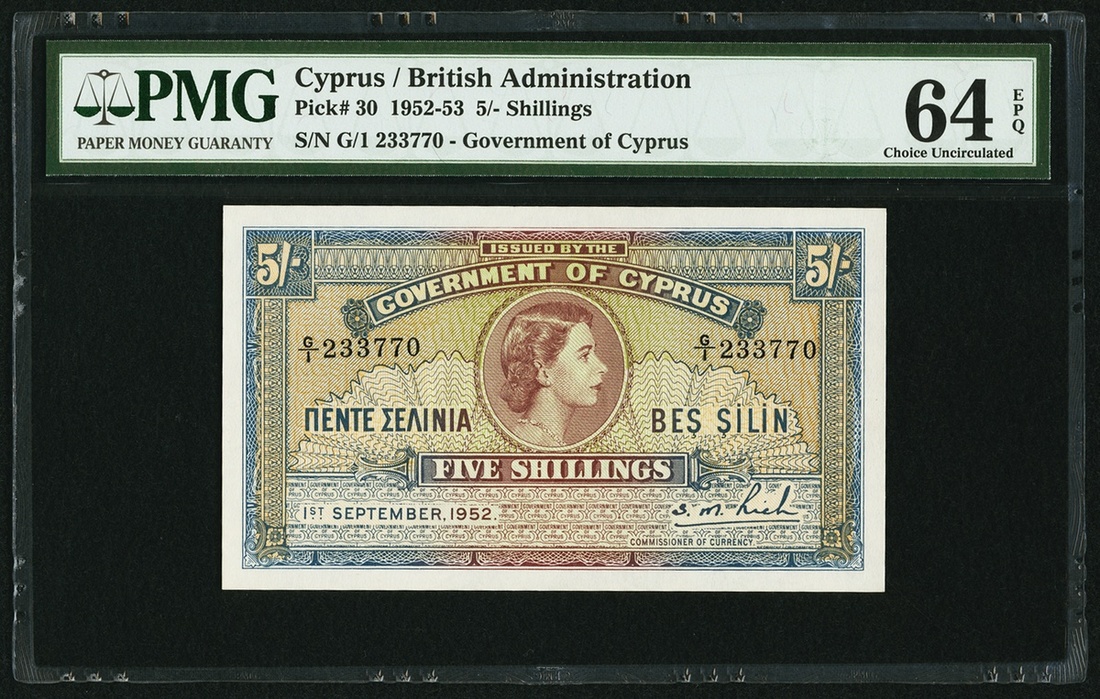 PMG
PAPER MONEY GUARANTY
Cyprus / British Administration
Pick# 30 1952-53 5/- Shillings
S/N G/1 233770 - Government of Cyprus
64
EPQ
Choice Uncirculated
5/-
ISSUED BY THE
5/-
GOVERNMENT OF CYPRUS
G/1 233770
G/1 233770
ΠΕΝΤΕ ΣΕΛΙΝΙΑ
BEŞ ŞİLİN
FIVE SHILLINGS
1ST SEPTEMBER, 1952.
COMMISSIONER OF CURRENCY.